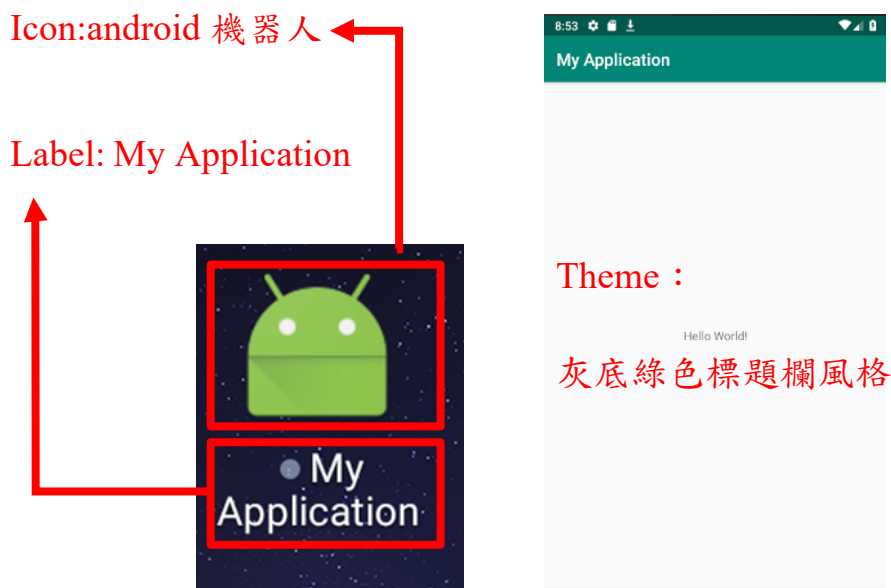 Icon:android 機器人
Label: My Application
My
Application
8:53
My Application
Theme：
Hello World!
灰底綠色標題欄風格